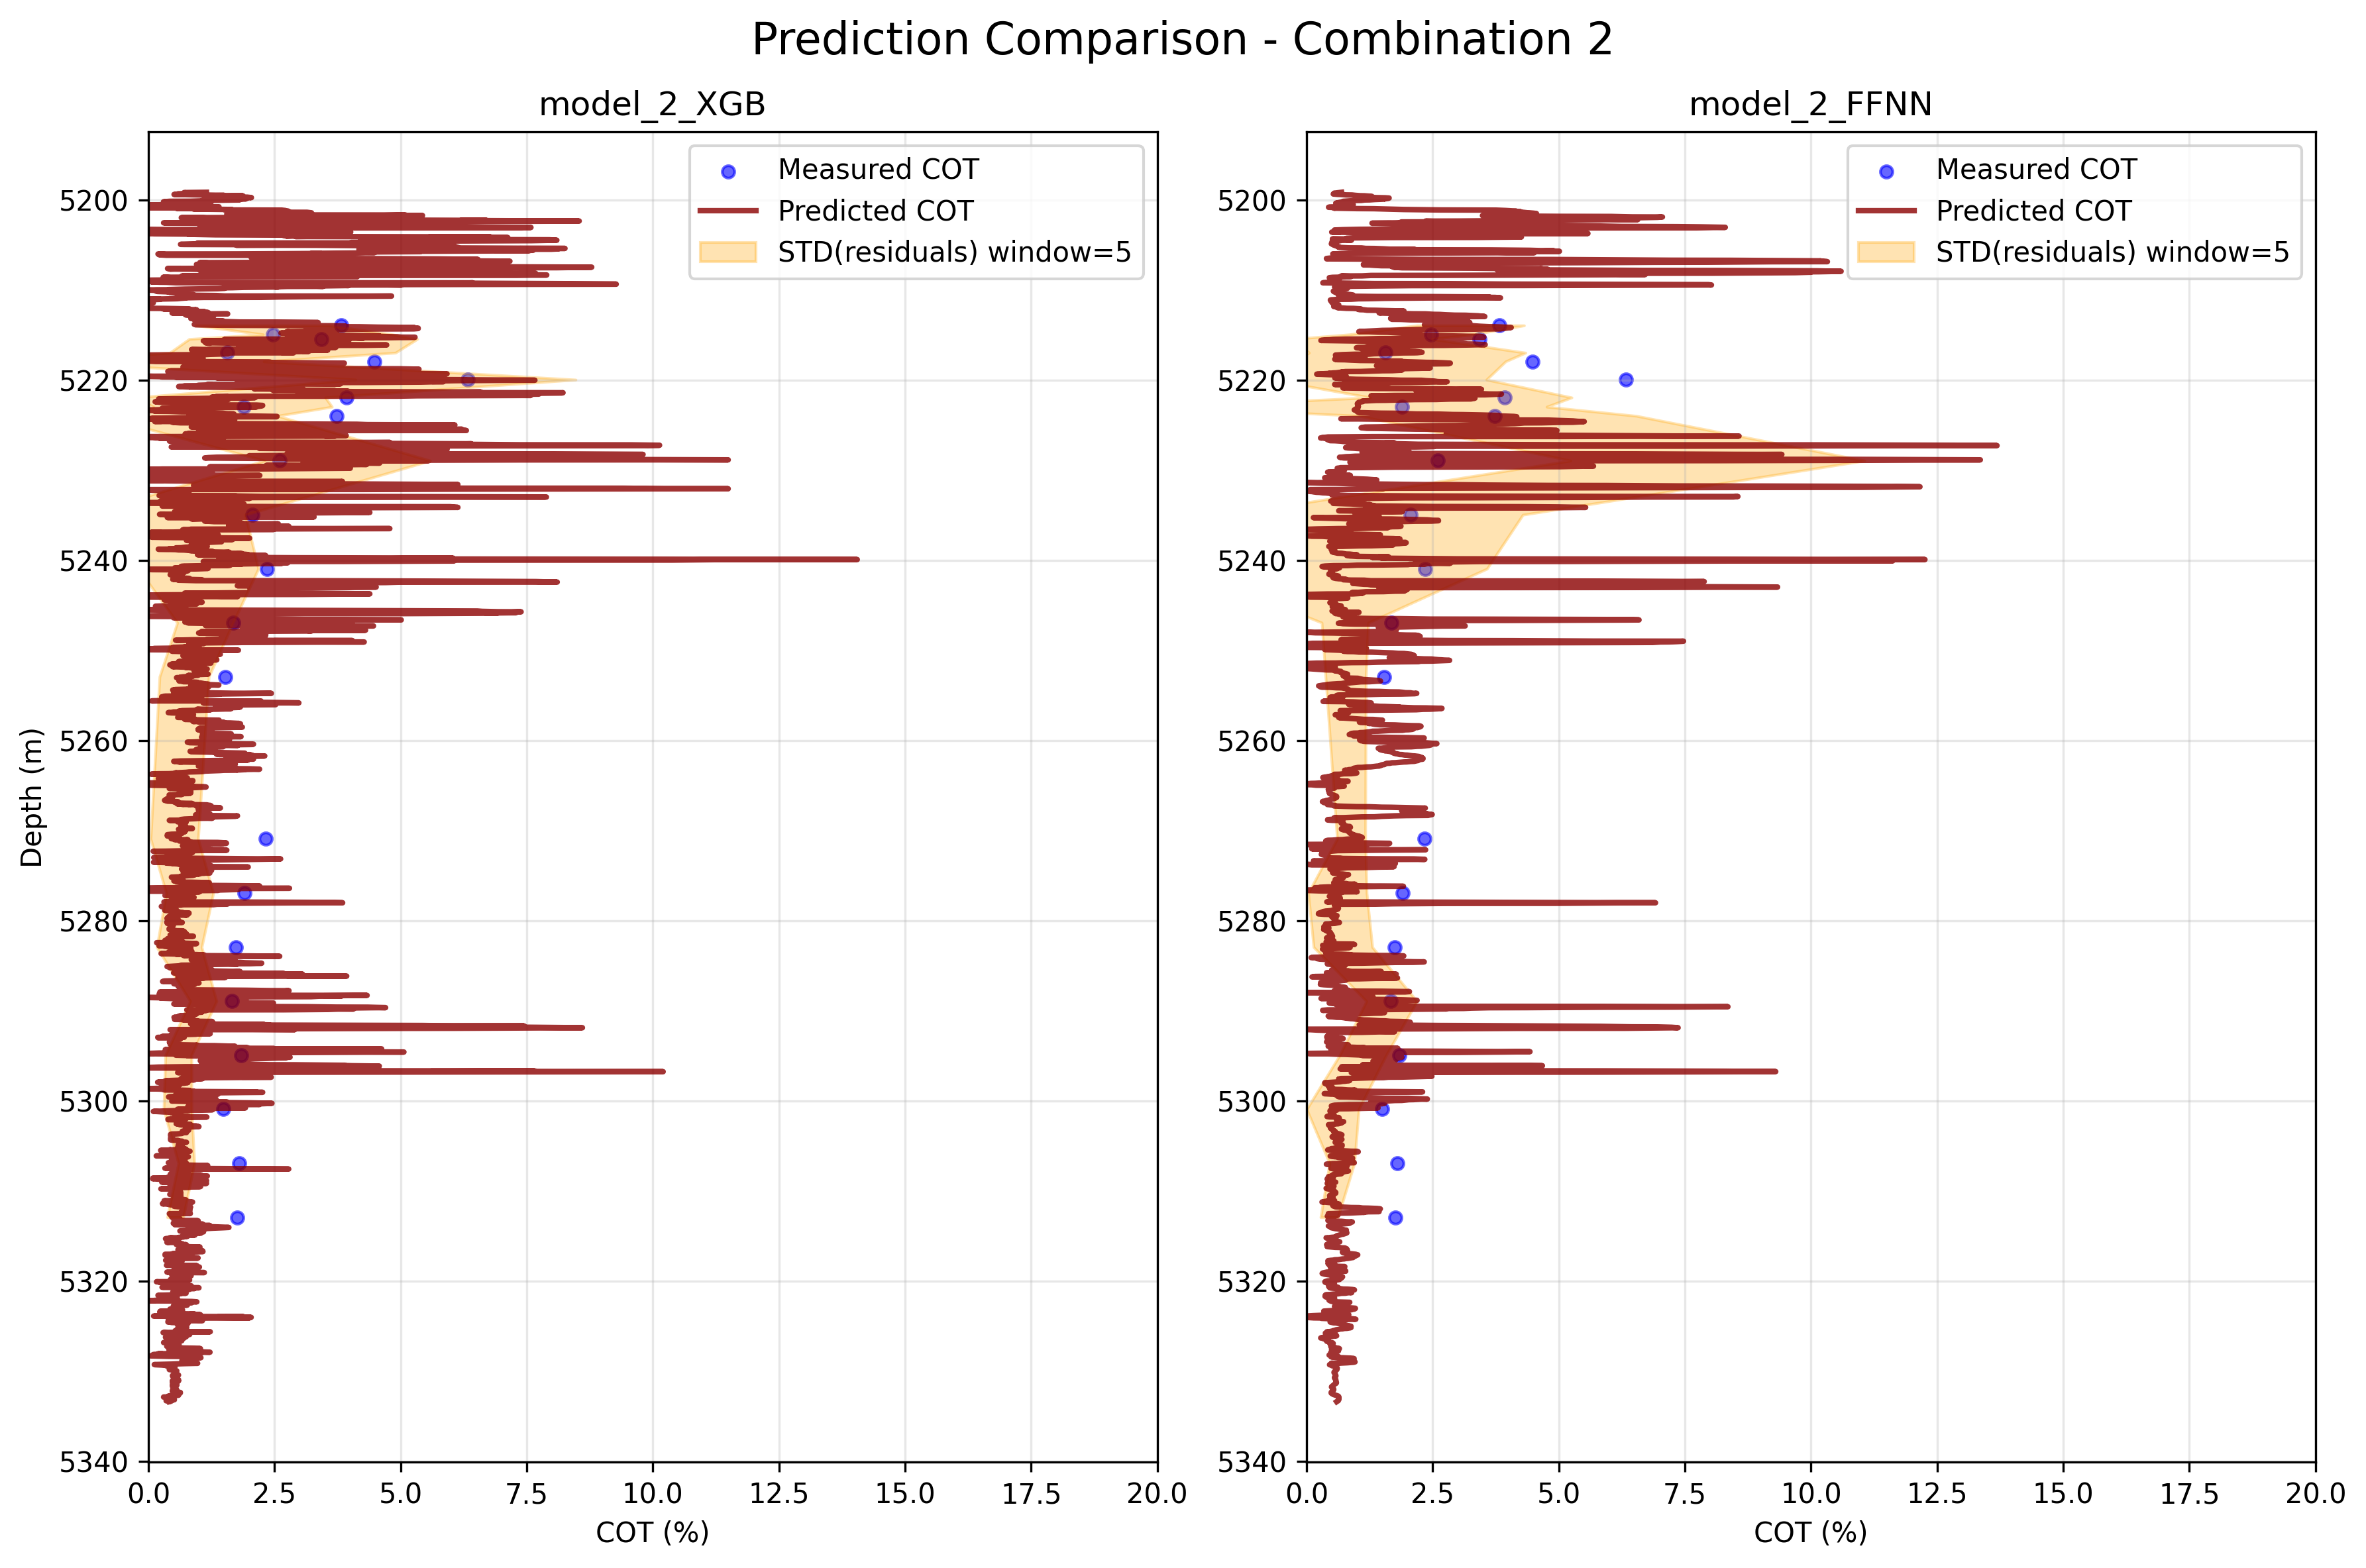 Prediction Comparison - Combination 2
model_2_XGB
Measured COT
Predicted COT
STD(residuals) window=5
5200
5220
5240
5260
5280
5300
5320
5340
Depth (m)
0.0 2.5 5.0 7.5 10.0 12.5 15.0 17.5 20.0
COT (%)
model_2_FFNN
Measured COT
Predicted COT
STD(residuals) window=5
5200
5220
5240
5260
5280
5300
5320
5340
0.0 2.5 5.0 7.5 10.0 12.5 15.0 17.5 20.0
COT (%)